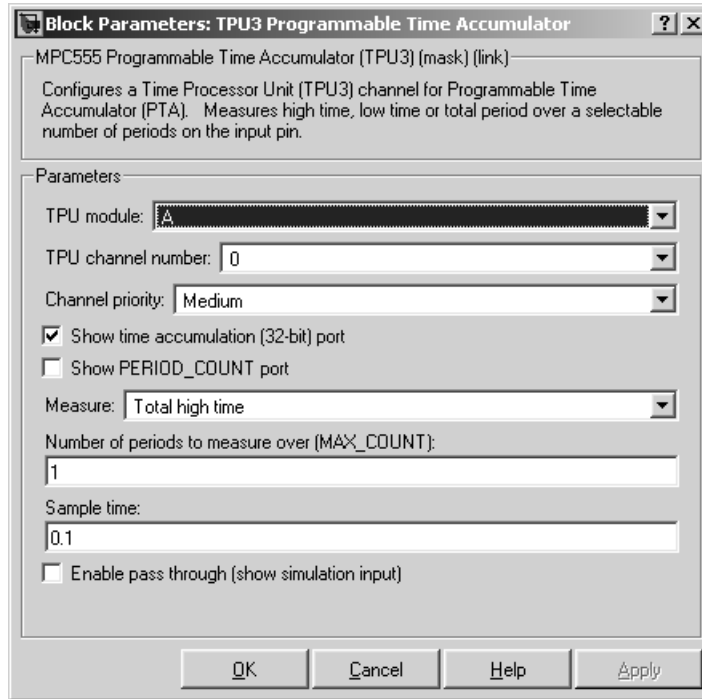 Block Parameters: TPU3 Programmable Time Accumulator
MPC555 Programmable Time Accumulator (TPU3) (mask) (link)
Configures a Time Processor Unit (TPU3) channel for Programmable Time
Accumulator (PTA). Measures high time, low time or total period over a selectable
number of periods on the input pin.
Parameters
TPU module: A
TPU channel number: 0
Channel priority: Medium
Show time accumulation (32-bit) port
Show PERIOD_COUNT port
Measure: Total high time
Number of periods to measure over (MAX_COUNT):
1
Sample time:
0.1
Enable pass through (show simulation input)
OK Cancel Help Apply